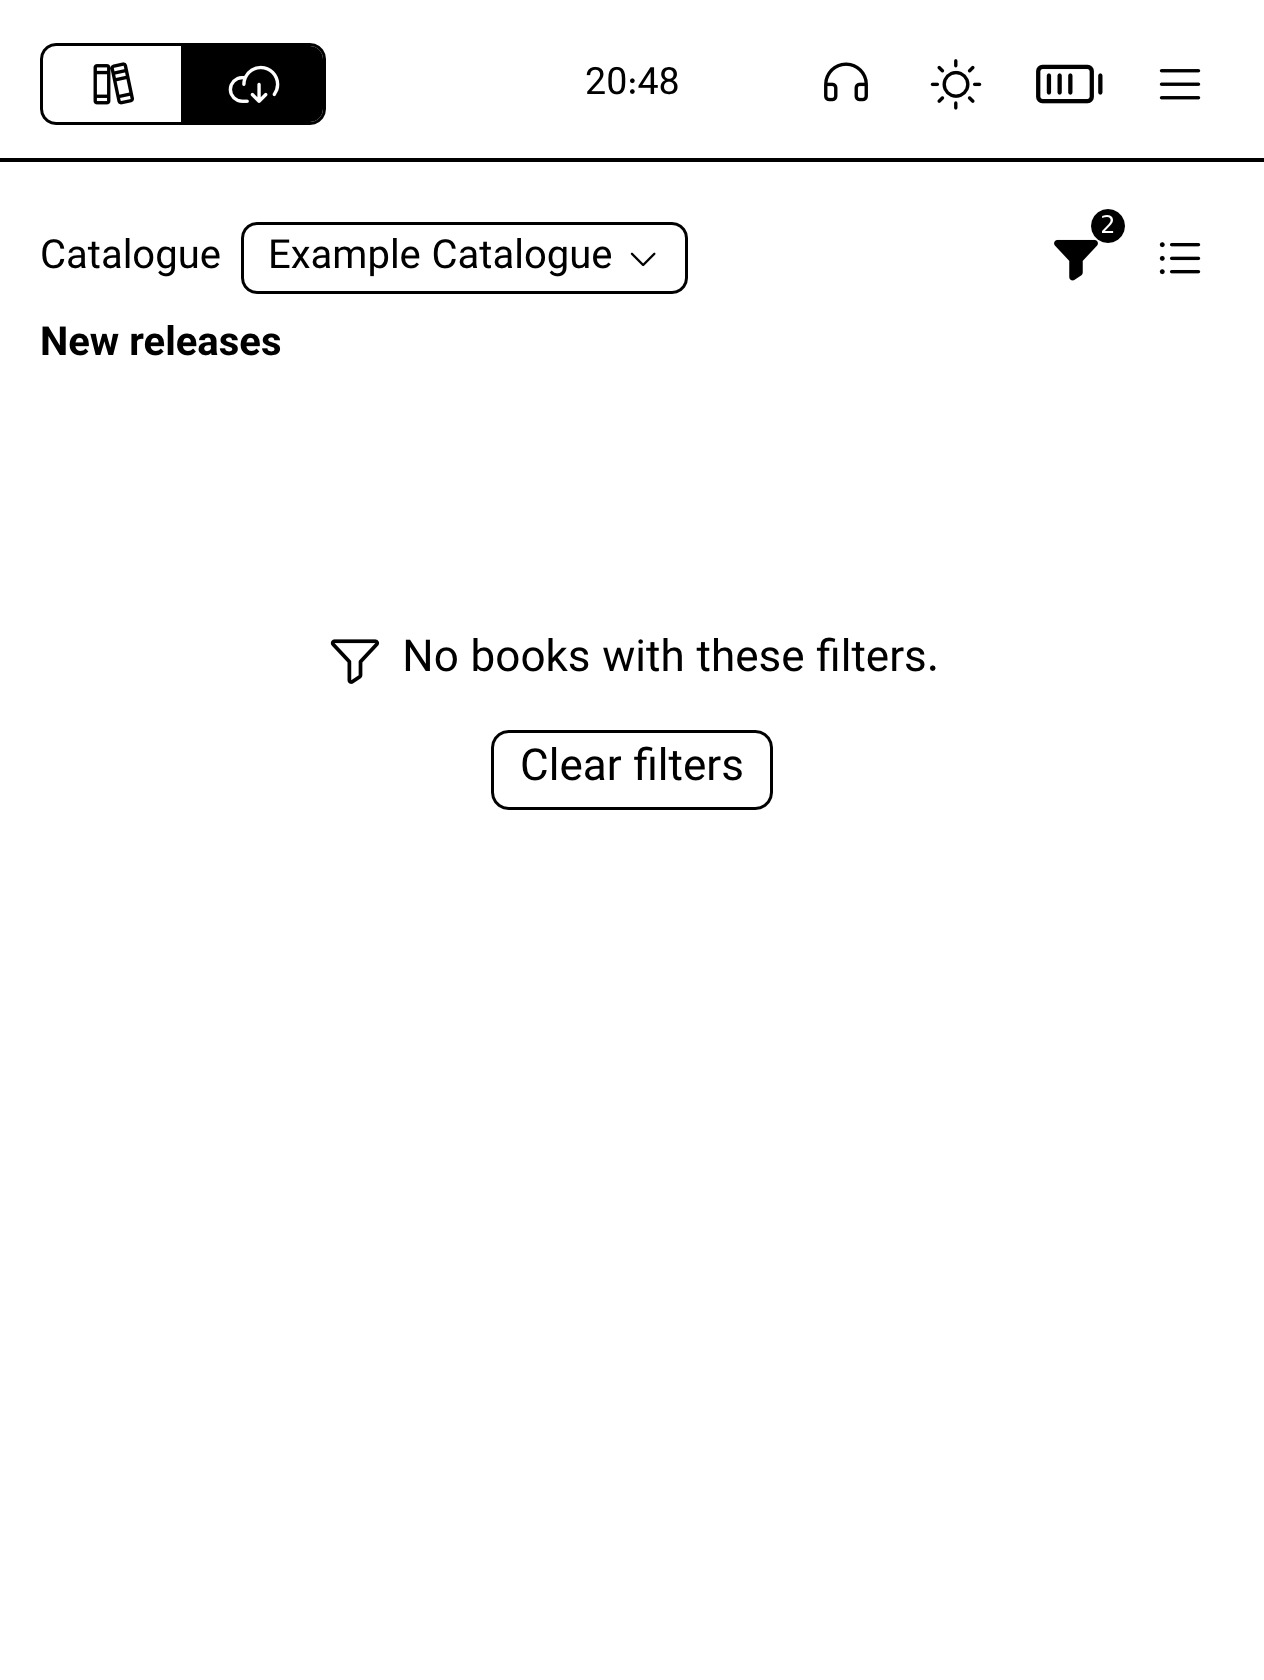 20:48
2
Catalogue Example Catalogue
New releases
No books with these filters.
Clear filters